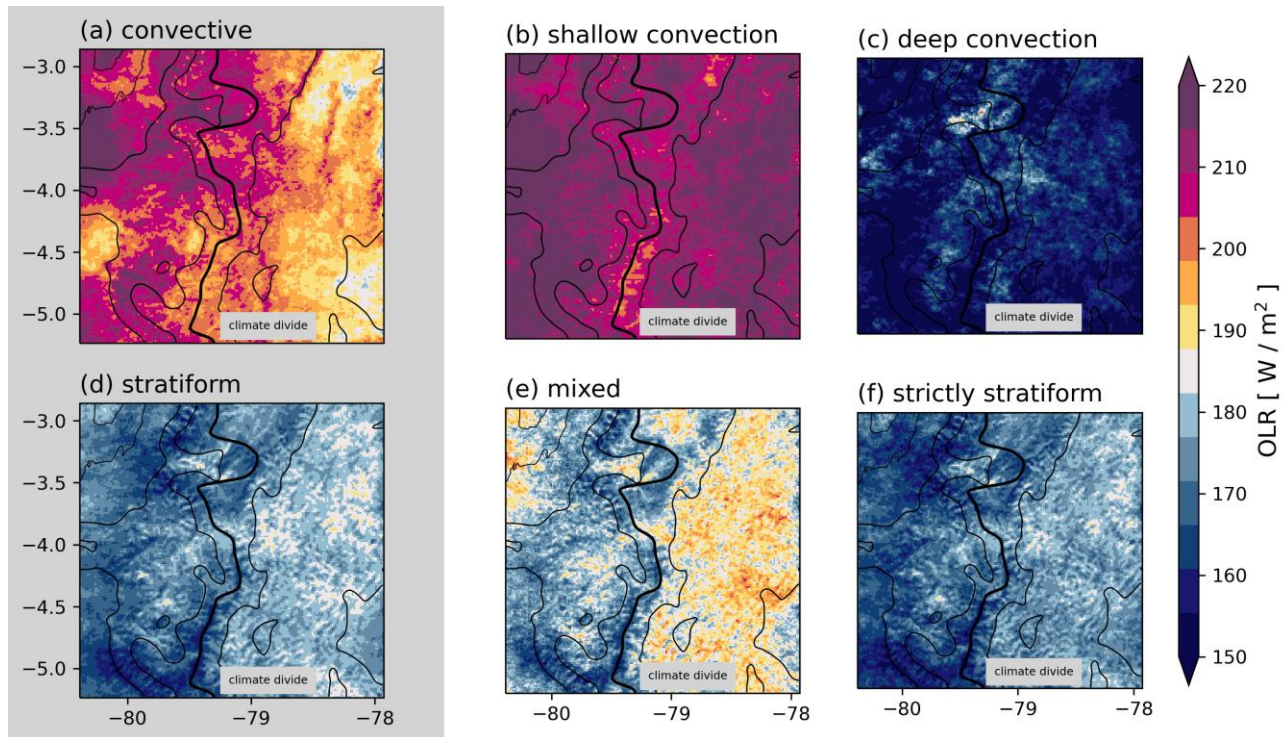 (a) convective
(b) shallow convection
(c) deep convection
−3.0
−3.5
−4.0
−4.5
−5.0
climate divide
climate divide
climate divide
220
210
200
190
180
170
160
150
OLR [ W / m² ]
(d) stratiform
(e) mixed
(f) strictly stratiform
−3.0
−3.5
−4.0
−4.5
−5.0
climate divide
climate divide
climate divide
−80
−79
−78
−80
−79
−78
−80
−79
−78